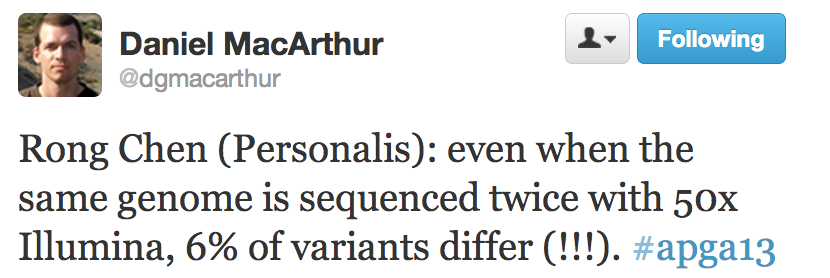 Daniel MacArthur
@dgmacarthur
Following
Rong Chen (Personalis): even when the
same genome is sequenced twice with 50x
Illumina, 6% of variants differ (!!!). #apga13